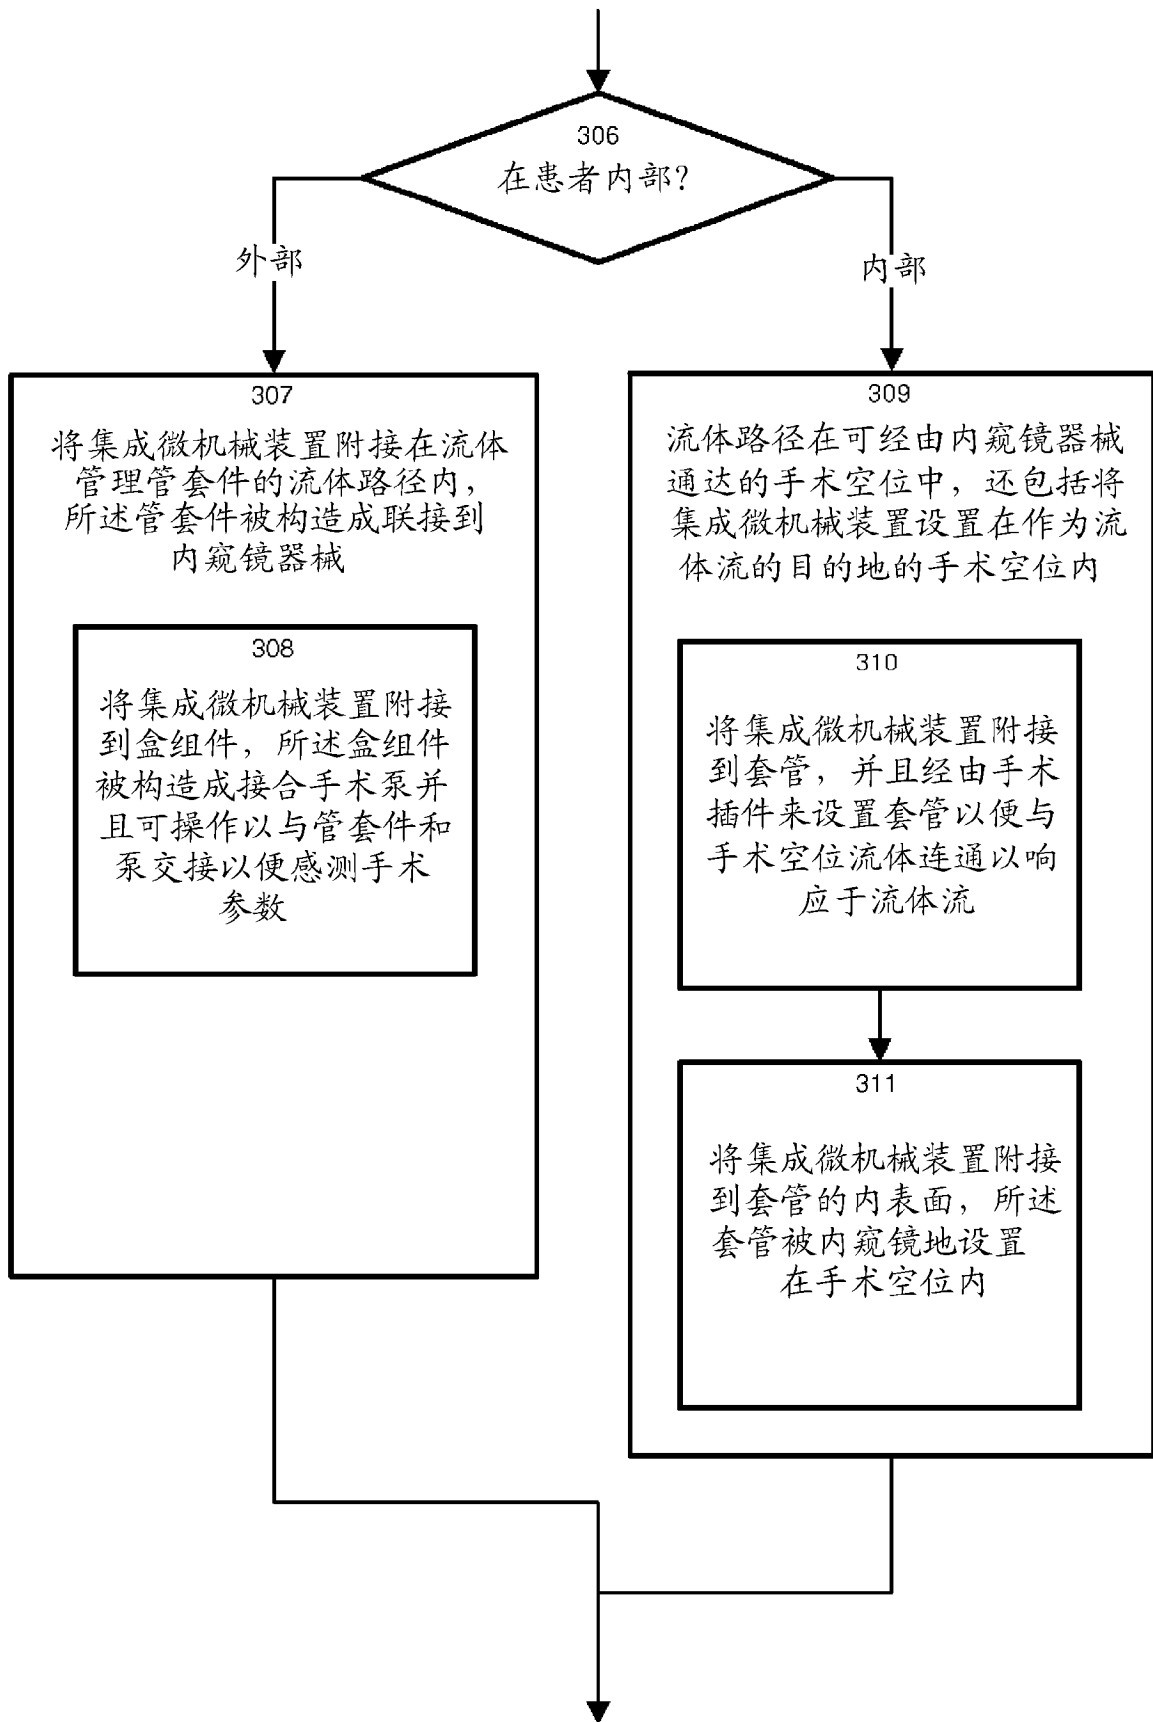 306
在患者内部?
外部
内部
307
将集成微机械装置附接在流体
管理管套件的流体路径内，
所述管套件被构造成联接到
内窥镜器械
308
将集成微机械装置附接
到盒组件，所述盒组件
被构造成接合手术泵并
且可操作以与管套件和
泵交接以便感测手术
参数
309
流体路径在可经由内窥镜器械
通达的手术空位中，还包括将
集成微机械装置设置在作为流
体流的目的地的手术空位内
310
将集成微机械装置附接
到套管，并且经由手术
插件来设置套管以便与
手术空位流体连通以响
应于流体流
311
将集成微机械装置附接
到套管的内表面，所述
套管被内窥镜地设置
在手术空位内